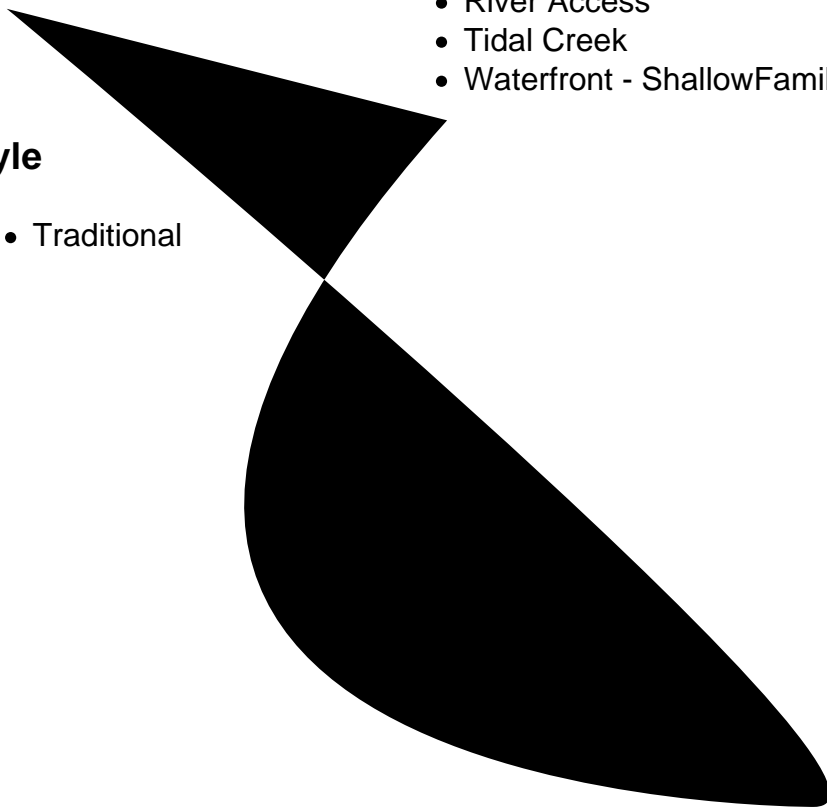 • River Access
• Tidal Creek
• Waterfront - ShallowFamil
yle
• Traditional